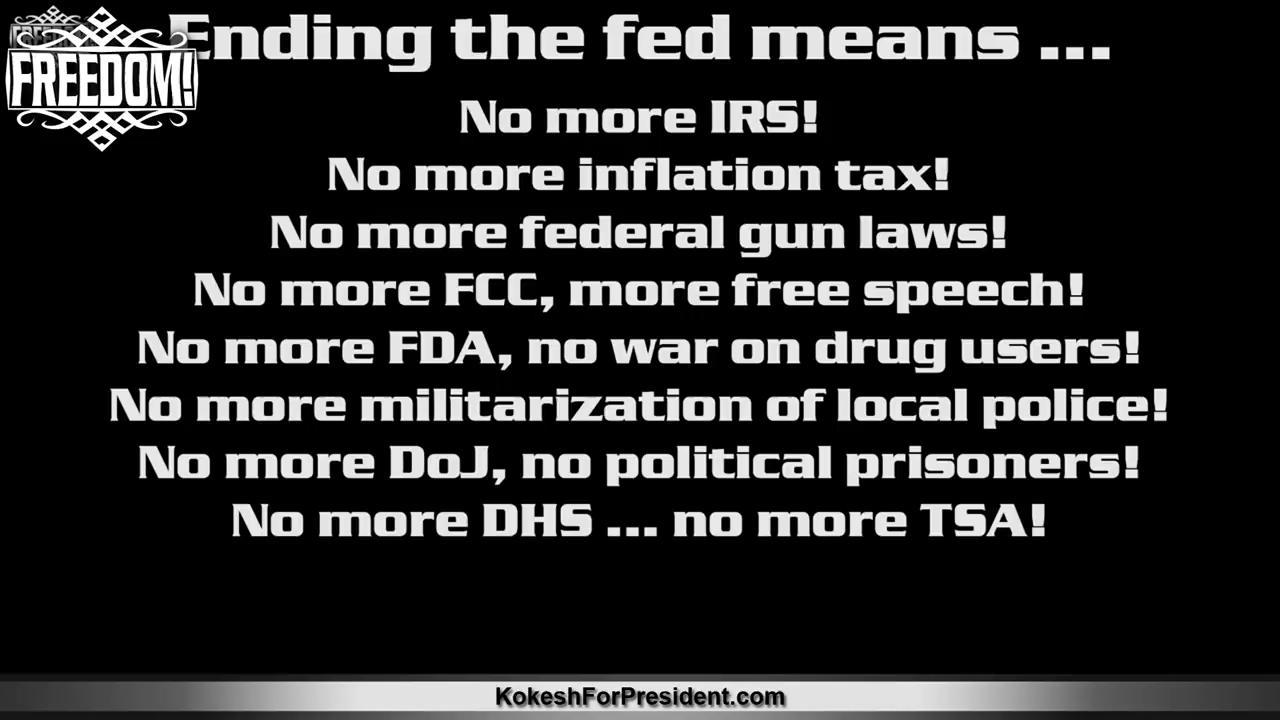 Ending the fed means ...
FREEDOM!
No more IRS!
No more inflation tax!
No more federal gun laws!
No more FCC, more free speech!
No more FDA, no war on drug users!
No more militarization of local police!
No more DoJ, no political prisoners!
No more DHS ... no more TSA!
KokeshForPresident.com